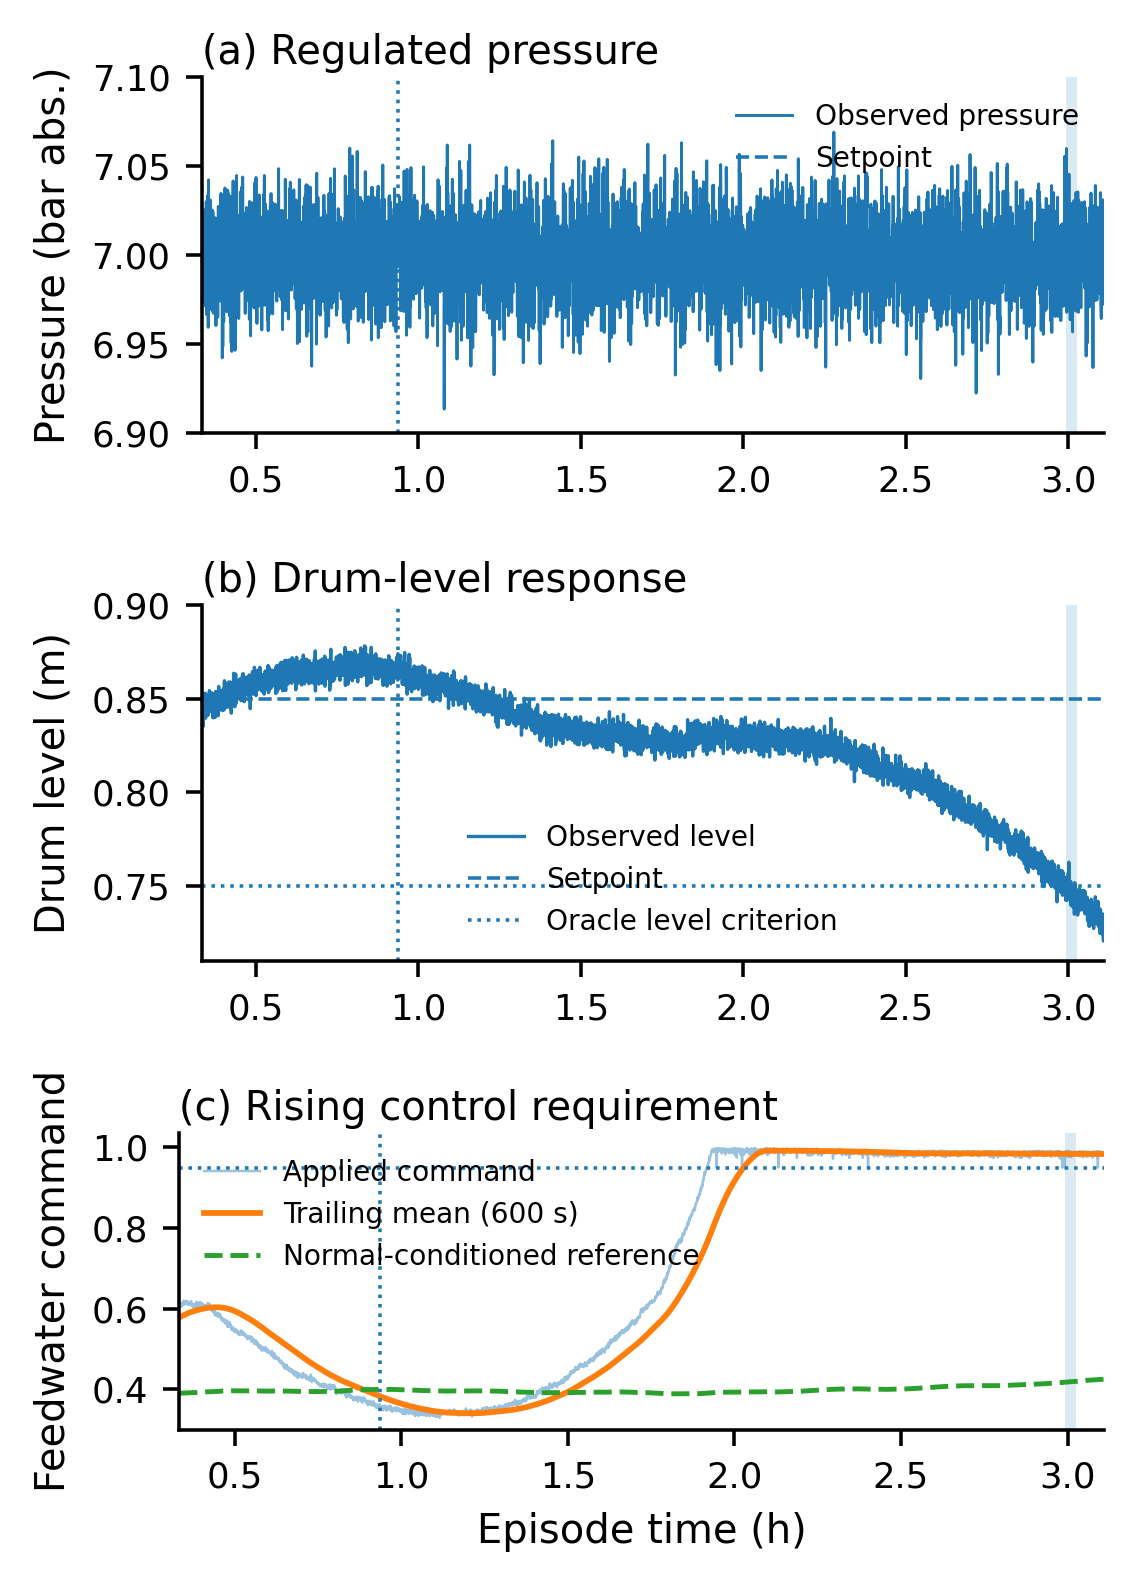 (a) Regulated pressure
Pressure (bar abs.)
7.10
7.05
7.00
6.95
6.90
Observed pressure
Setpoint
0.5 1.0 1.5 2.0 2.5 3.0
(b) Drum-level response
Drum level (m)
0.90
0.85
0.80
0.75
Observed level
Setpoint
Oracle level criterion
0.5 1.0 1.5 2.0 2.5 3.0
(c) Rising control requirement
Feedwater command
1.0
0.8
0.6
0.4
Applied command
Trailing mean (600 s)
Normal-conditioned reference
0.5 1.0 1.5 2.0 2.5 3.0
Episode time (h)